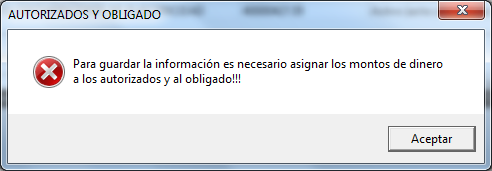 AUTORIZADOS Y OBLIGADO
Para guardar la información es necesario asignar los montos de dinero
a los autorizados y al obligado!!!
Aceptar